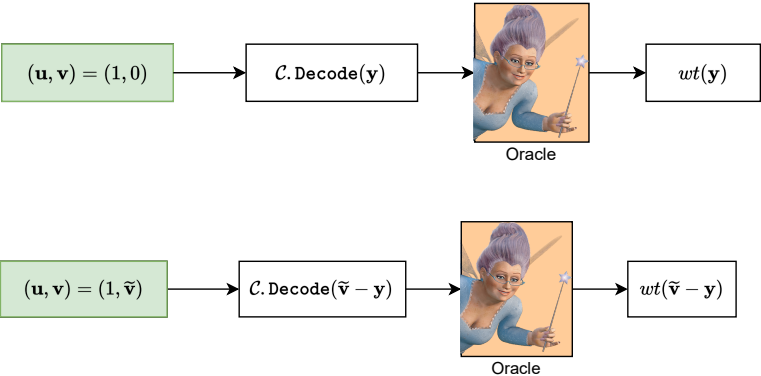 (u, v) = (1, 0)
𝒞.Decode(y)
wt(y)
Oracle
(u, v) = (1, ṽ)
𝒞.Decode(ṽ − y)
wt(ṽ − y)
Oracle